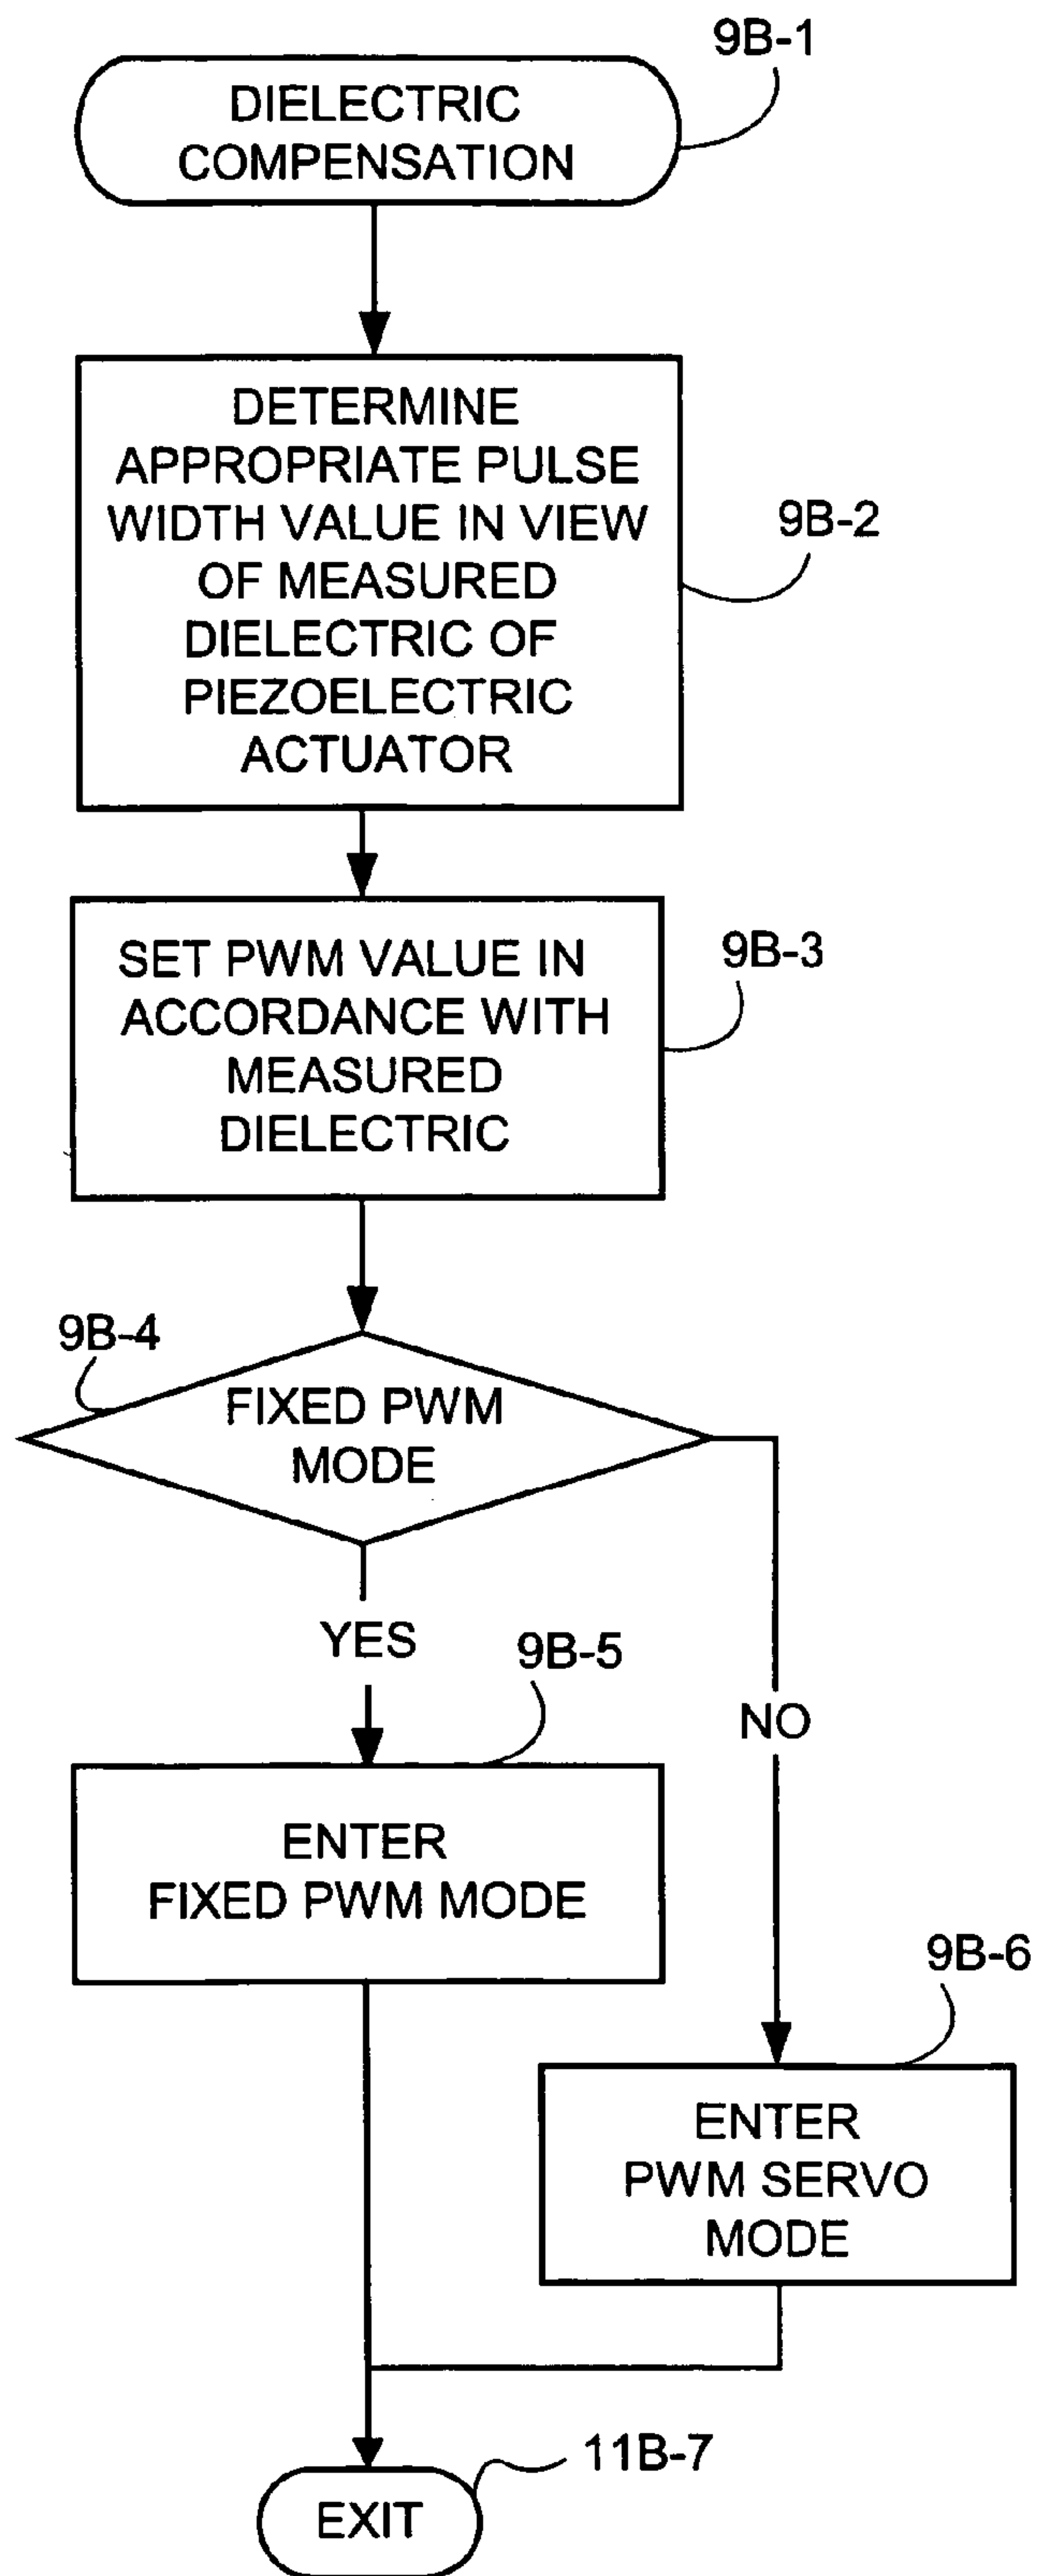 9B-1
DIELECTRIC
COMPENSATION
DETERMINE
APPROPRIATE PULSE
WIDTH VALUE IN VIEW
OF MEASURED
DIELECTRIC OF
PIEZOELECTRIC
ACTUATOR
9B-2
SET PWM VALUE IN
ACCORDANCE WITH
MEASURED
DIELECTRIC
9B-3
9B-4
FIXED PWM
MODE
YES
NO
9B-5
ENTER
FIXED PWM MODE
9B-6
ENTER
PWM SERVO
MODE
11B-7
EXIT